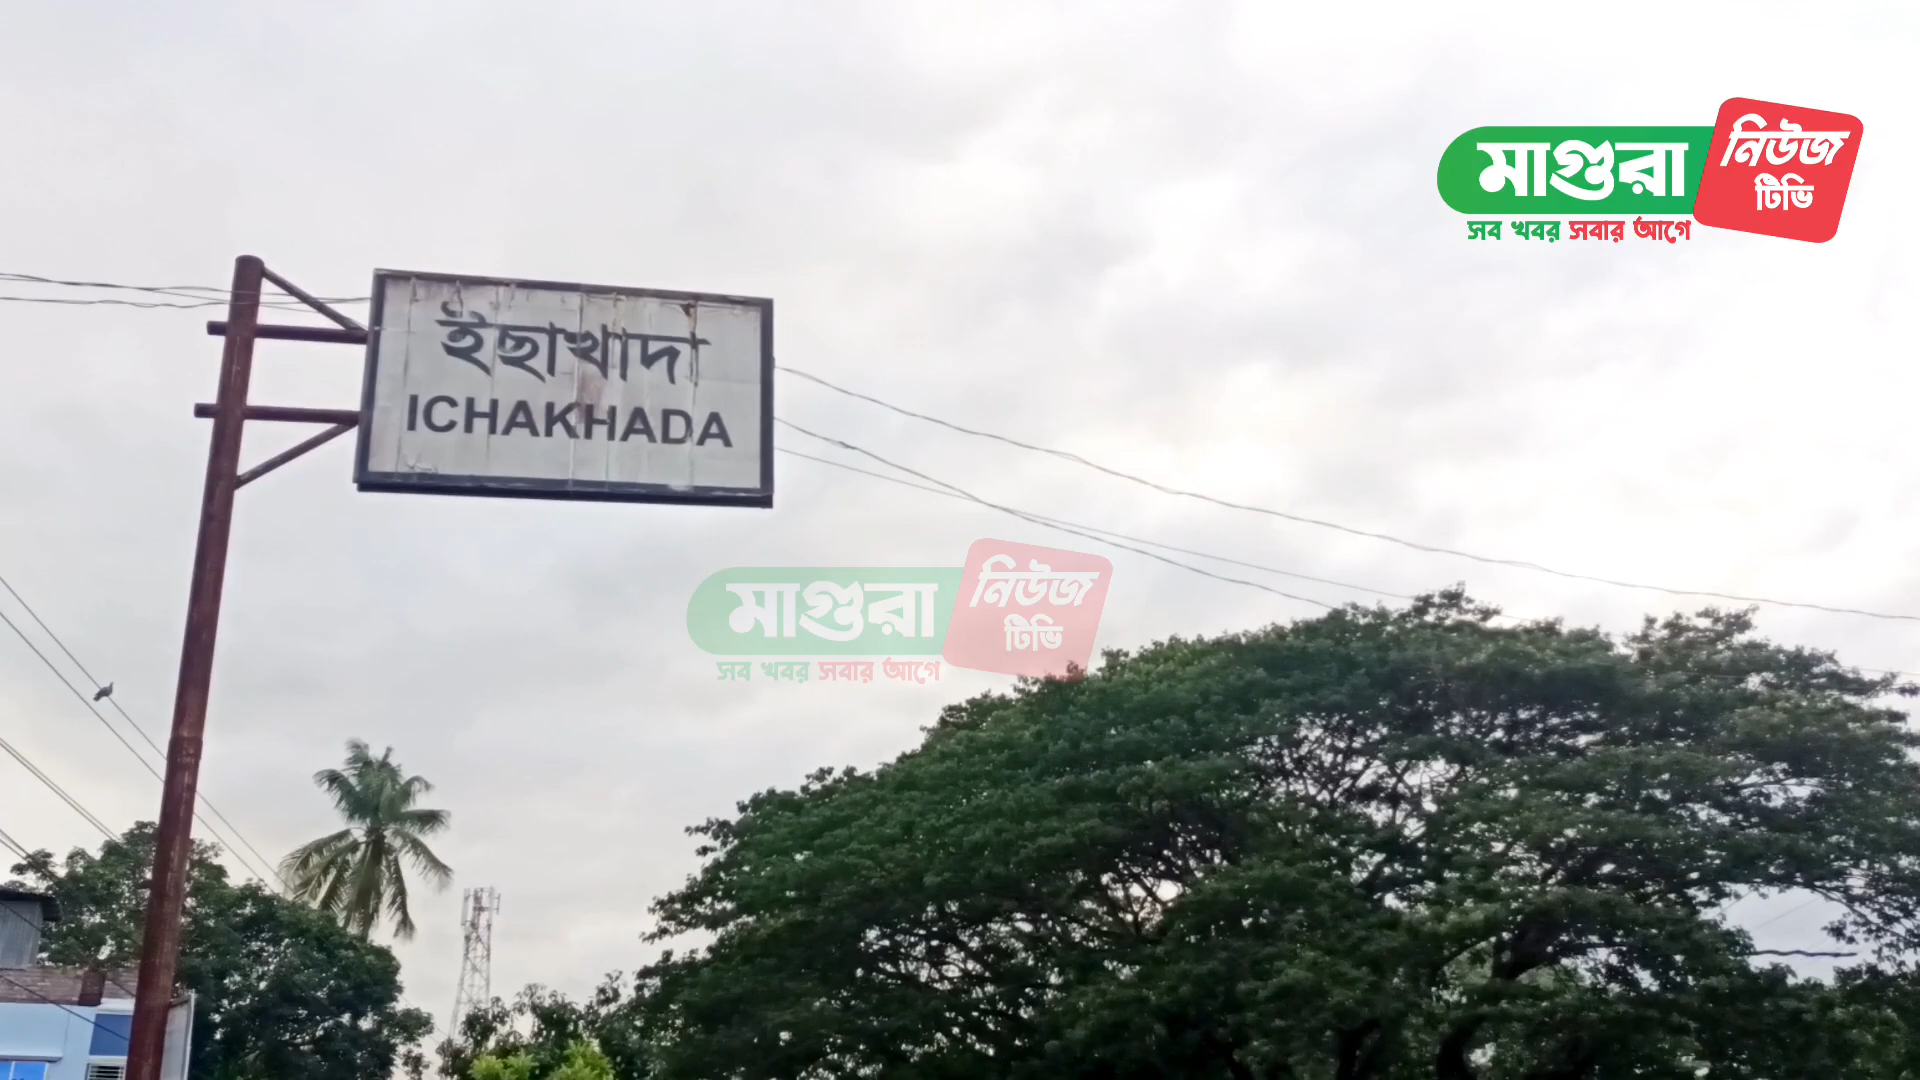 মাগুরা নিউজ
টিভি
সব খবর সবার আগে
ইছাখাদা
ICHAKHADA
মাগুরা নিউজ
টিভি
সব খবর সবার আগে